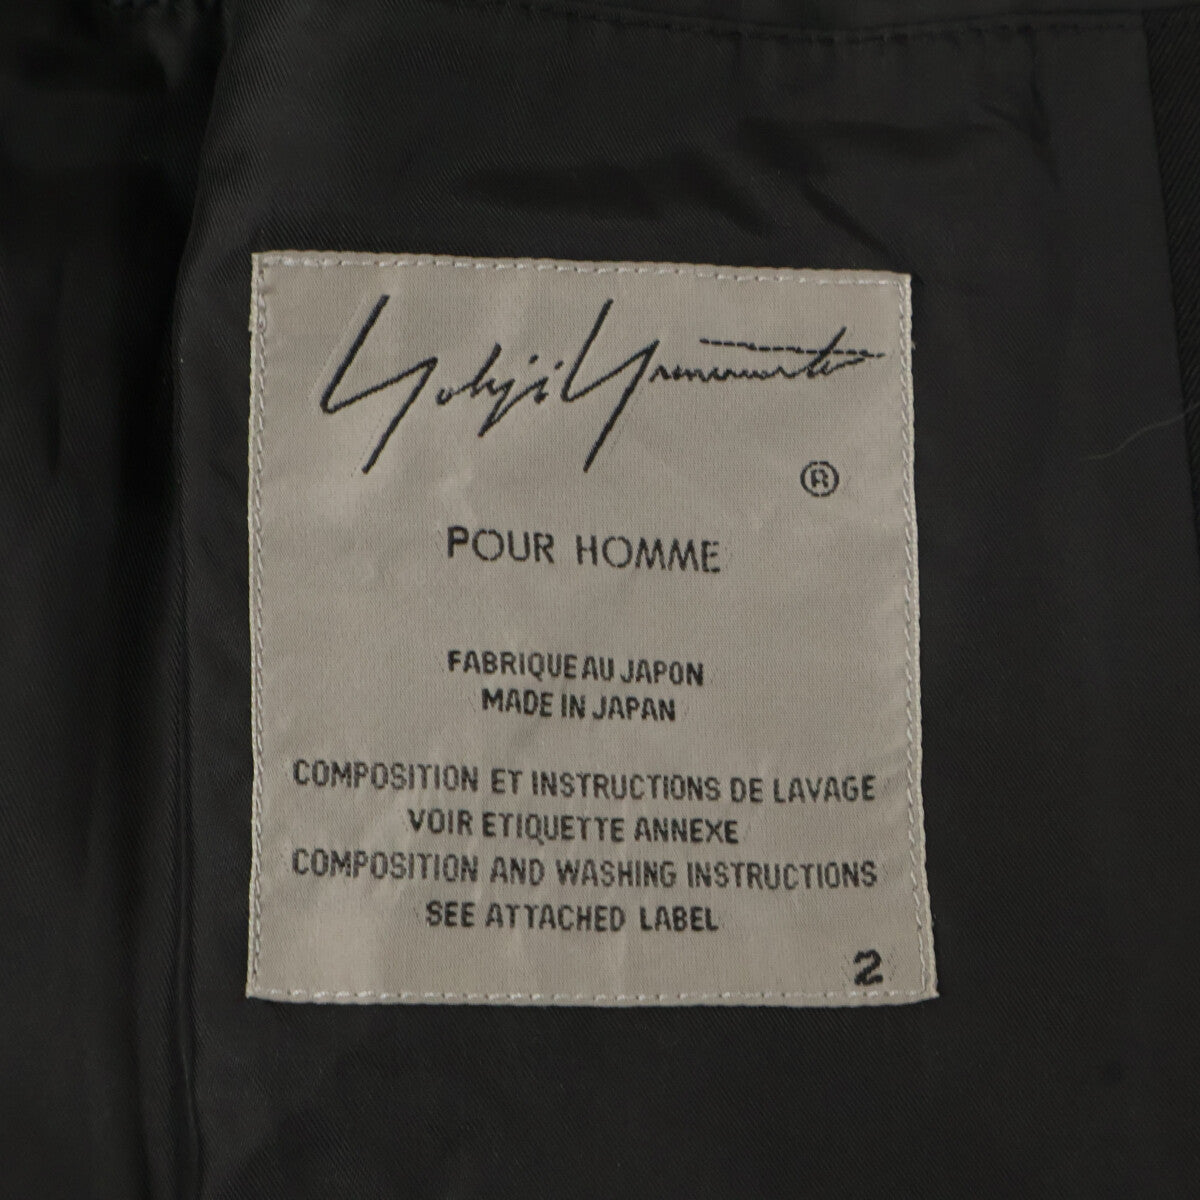 Yohji Yamamoto
®
POUR HOMME
FABRIQUE AU JAPON
MADE IN JAPAN
COMPOSITION ET INSTRUCTIONS DE LAVAGE
VOIR ETIQUETTE ANNEXE
COMPOSITION AND WASHING INSTRUCTIONS
SEE ATTACHED LABEL
2